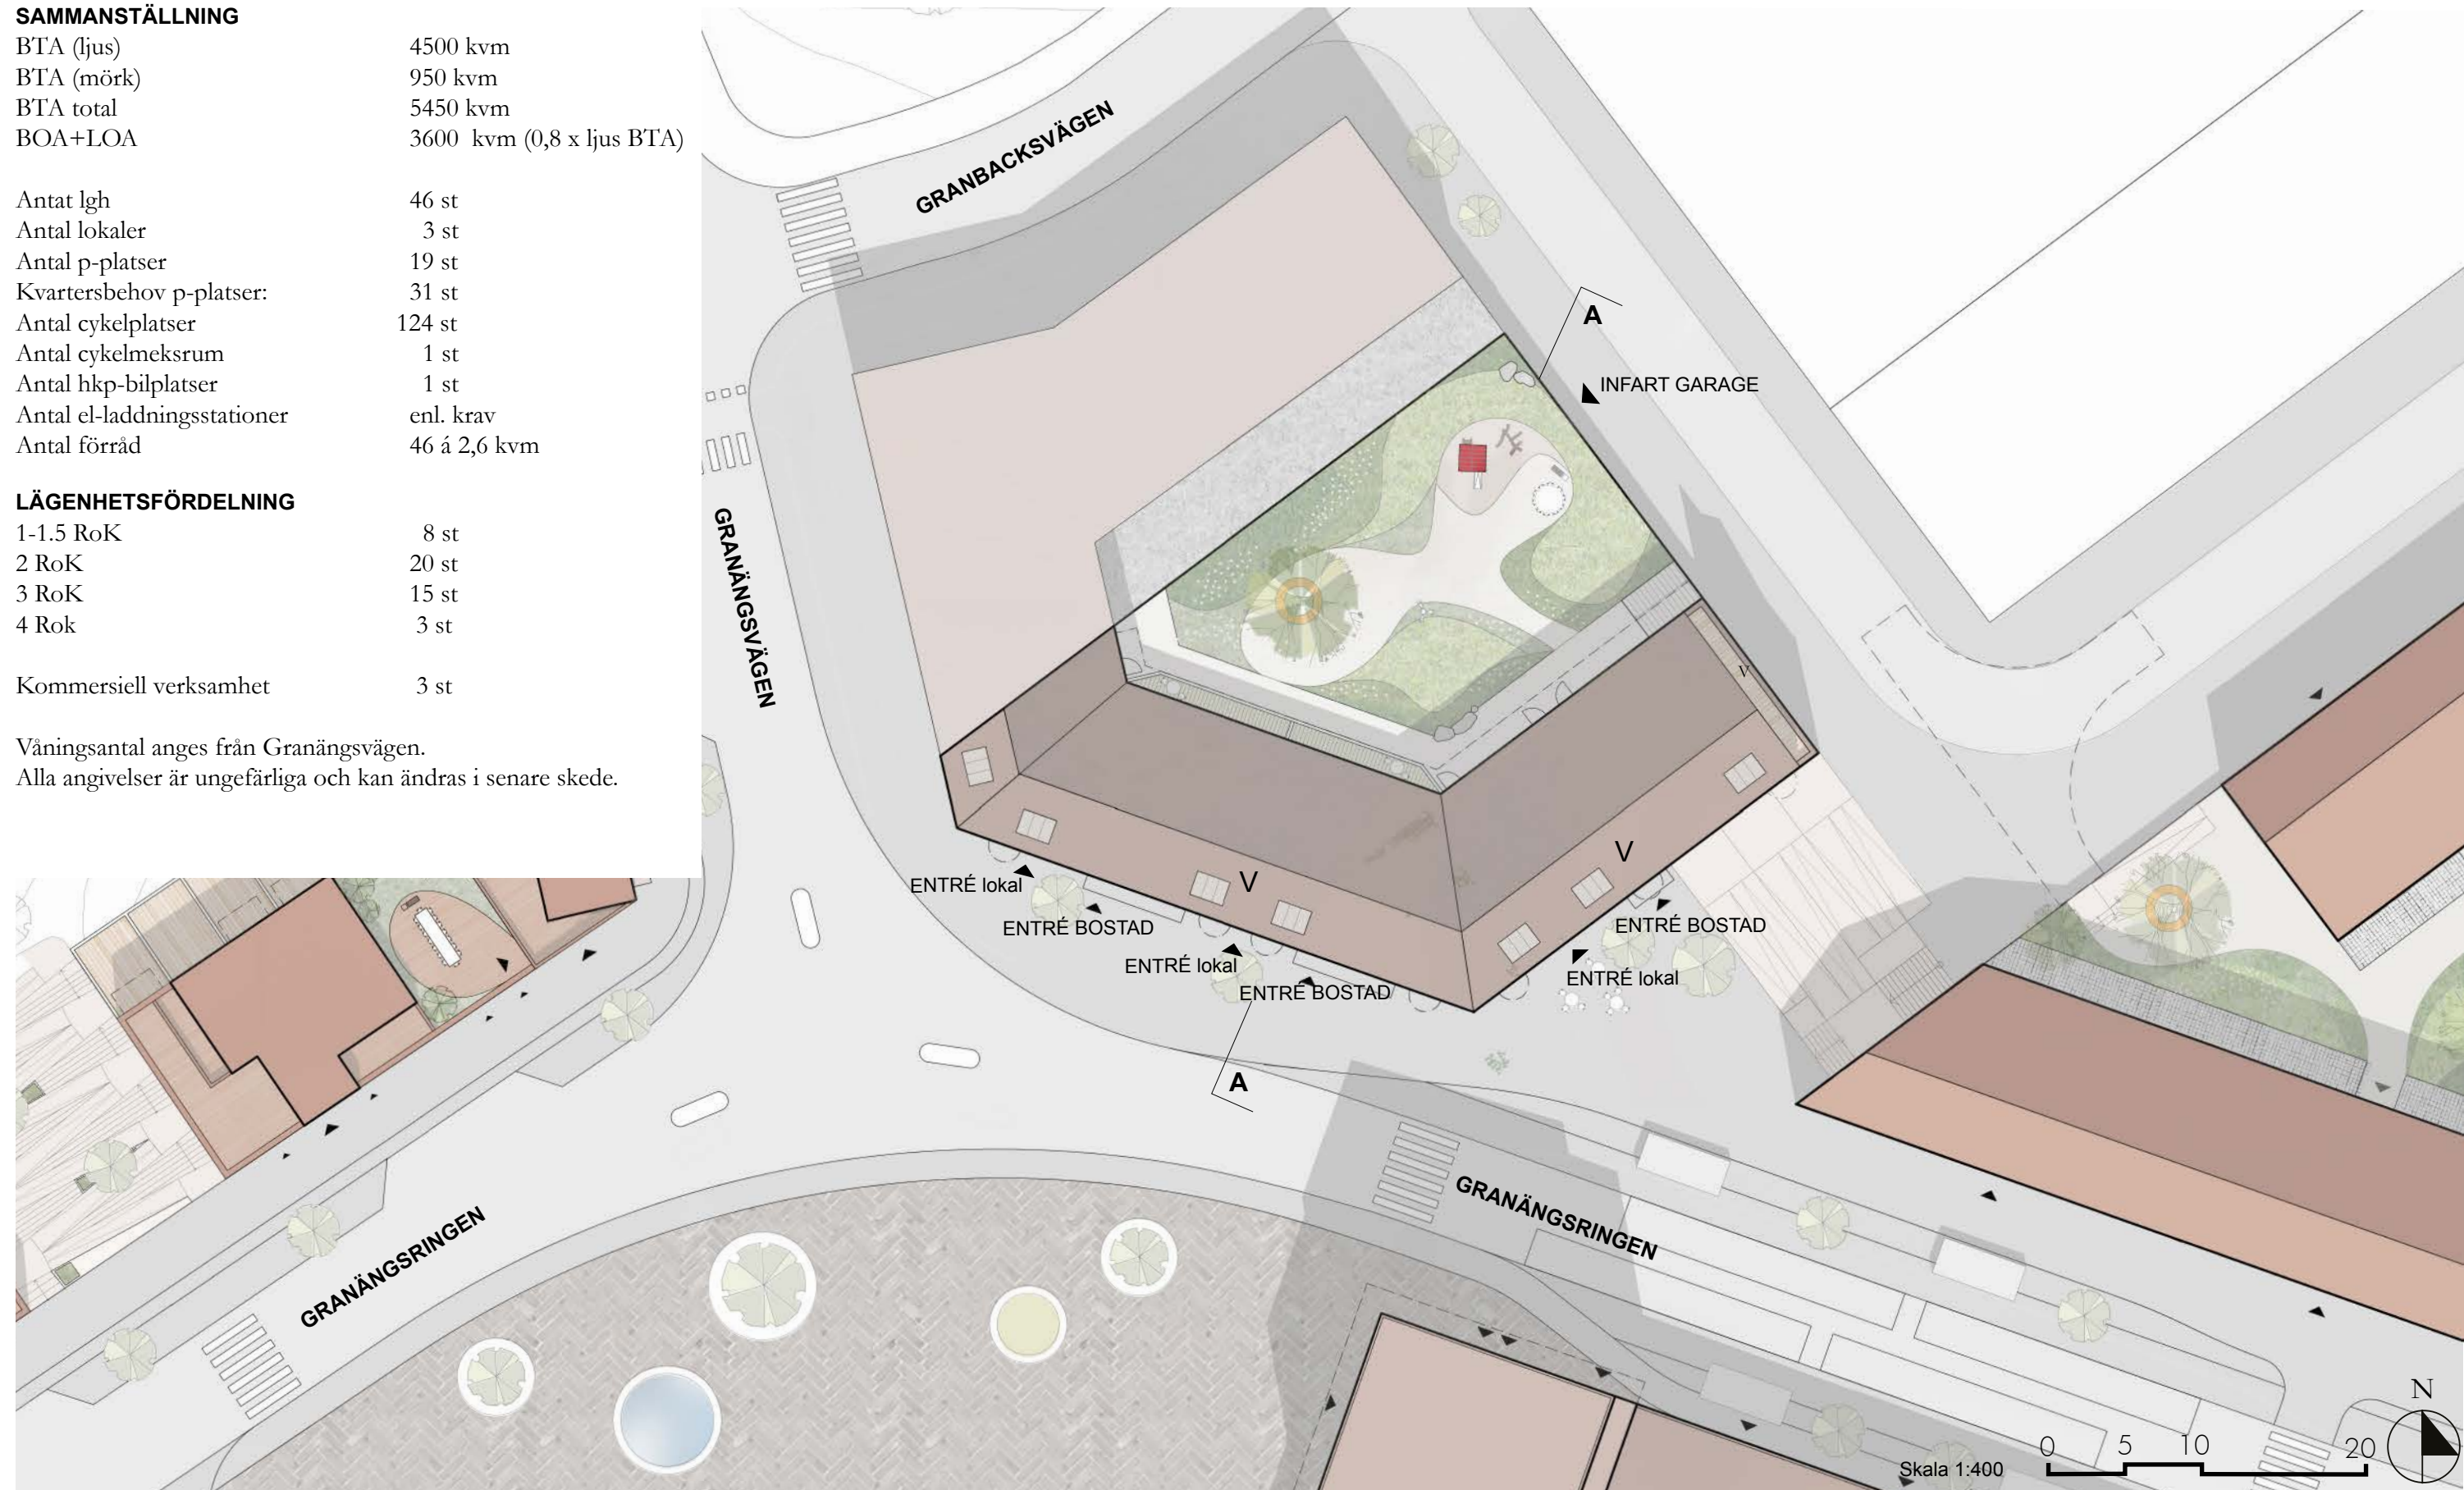 SAMMANSTÄLLNING
BTA (ljus) 4500 kvm
BTA (mörk) 950 kvm
BTA total 5450 kvm
BOA+LOA 3600 kvm (0,8 x ljus BTA)
Antat lgh 46 st
Antal lokaler 3 st
Antal p-platser 19 st
Kvartersbehov p-platser: 31 st
Antal cykelplatser 124 st
Antal cykelmeksrum 1 st
Antal hkp-bilplatser 1 st
Antal el-laddningsstationer enl. krav
Antal förråd 46 á 2,6 kvm
LÄGENHETSFÖRDELNING
1-1.5 RoK 8 st
2 RoK 20 st
3 RoK 15 st
4 Rok 3 st
Kommersiell verksamhet 3 st
Våningsantal anges från Granängsvägen.
Alla angivelser är ungefärliga och kan ändras i senare skede.
GRANBACKSVÄGEN
A
INFART GARAGE
GRANÄNGSVÄGEN
V
V
V
ENTRÉ lokal
ENTRÉ BOSTAD
ENTRÉ lokal
ENTRÉ BOSTAD
ENTRÉ BOSTAD
ENTRÉ lokal
A
GRANÄNGSRINGEN
GRANÄNGSRINGEN
N
0 5 10 20
Skala 1:400